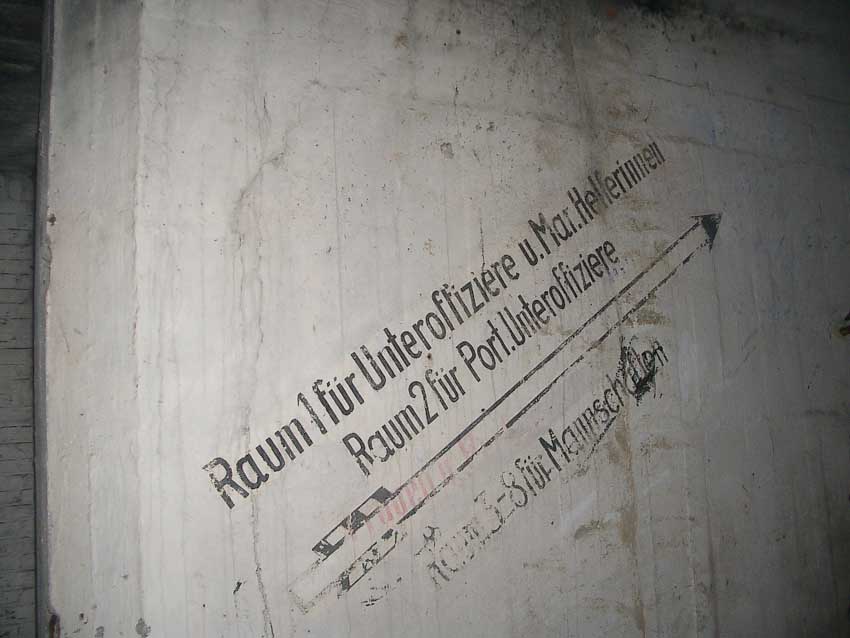 Raum 1 für Unteroffiziere u. Mar. Helferinnen
Raum 2 für Port. Unteroffiziere
Raum 3-8 für Mannschaften